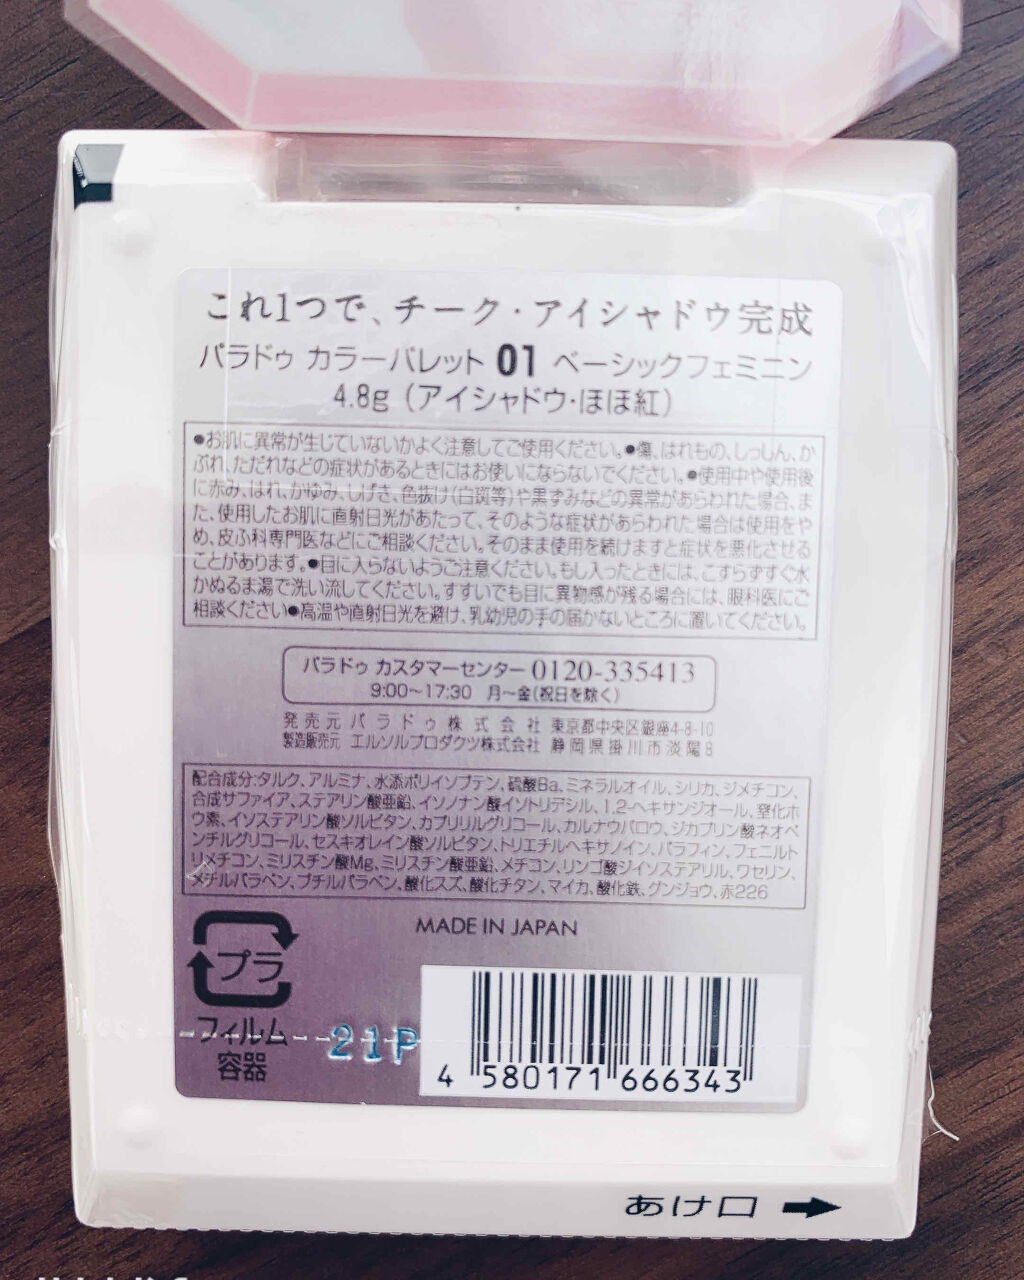 これ1つで、チーク・アイシャドウ完成
パラドゥ カラーパレット 01 ベーシックフェミニン
4.8g（アイシャドウ・ほほ紅）
●お肌に異常が生じていないかよく注意してご使用ください。●傷、はれもの、しっしん、か
ぶれ、ただれなどの症状があるときにはお使いにならないでください。●使用中や使用後
に赤み、はれ、かゆみ、しげき、色抜け（白斑等）や黒ずみなどの異常があらわれた場合、ま
た、使用したお肌に直射日光があたって、そのような症状があらわれた場合は使用をや
め、皮ふ科専門医などにご相談ください。そのまま使用を続けますと症状を悪化させる
ことがあります。●目に入らないようご注意ください。もし入ったときには、こすらずすぐ水
かぬるま湯で洗い流してください。すすいでも目に異物感が残る場合には、眼科医にご
相談ください●高温や直射日光を避け、乳幼児の手の届かないところに置いてください。
パラドゥ カスタマーセンター 0120-335413
9:00～17:30 月～金（祝日を除く）
発売元 パラドゥ株式会社 東京都中央区銀座4-8-10
製造販売元 エルソルプロダクツ株式会社 静岡県掛川市淡陽8
配合成分：タルク、アルミナ、水添ポリイソブテン、硫酸Ba、ミネラルオイル、シリカ、ジメチコン、
合成サファイア、ステアリン酸亜鉛、イソノナン酸イソトリデシル、1,2-ヘキサンジオール、窒化ホ
ウ素、イソステアリン酸ソルビタン、カプリリルグリコール、カルナウバロウ、ジカプリン酸ネオペ
ンチルグリコール、セスキオレイン酸ソルビタン、トリエチルヘキサノイン、パラフィン、フェニルト
リメチコン、ミリスチン酸Mg、ミリスチン酸亜鉛、メチコン、リンゴ酸ジイソステアリル、ワセリン、
メチルパラベン、ブチルパラベン、酸化スズ、酸化チタン、マイカ、酸化鉄、グンジョウ、赤226
MADE IN JAPAN
プラ
フィルム
容器
21P
4 580171 666343
あけ口